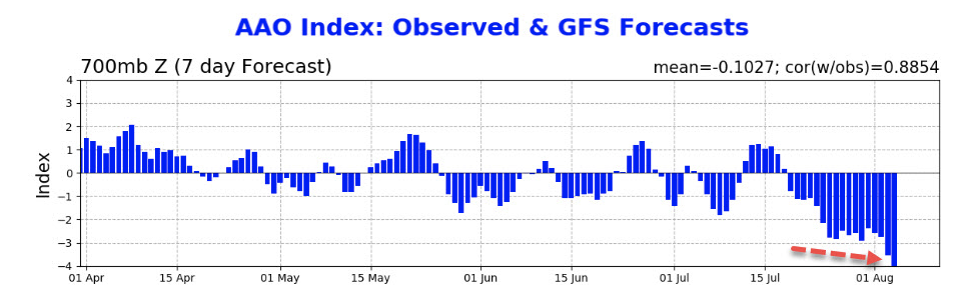 AAO Index: Observed & GFS Forecasts
700mb Z (7 day Forecast)
mean=-0.1027; cor(w/obs)=0.8854
Index
4
3
2
1
0
−1
−2
−3
−4
01 Apr
15 Apr
01 May
15 May
01 Jun
15 Jun
01 Jul
15 Jul
01 Aug